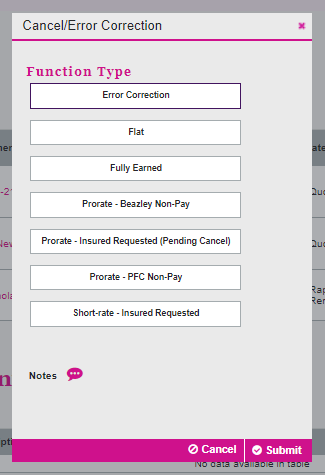 Cancel/Error Correction
Function Type
Error Correction
Flat
Fully Earned
Prorate - Beazley Non-Pay
Prorate - Insured Requested (Pending Cancel)
Prorate - PFC Non-Pay
Short-rate - Insured Requested
Notes
Cancel
Submit
No data available in table